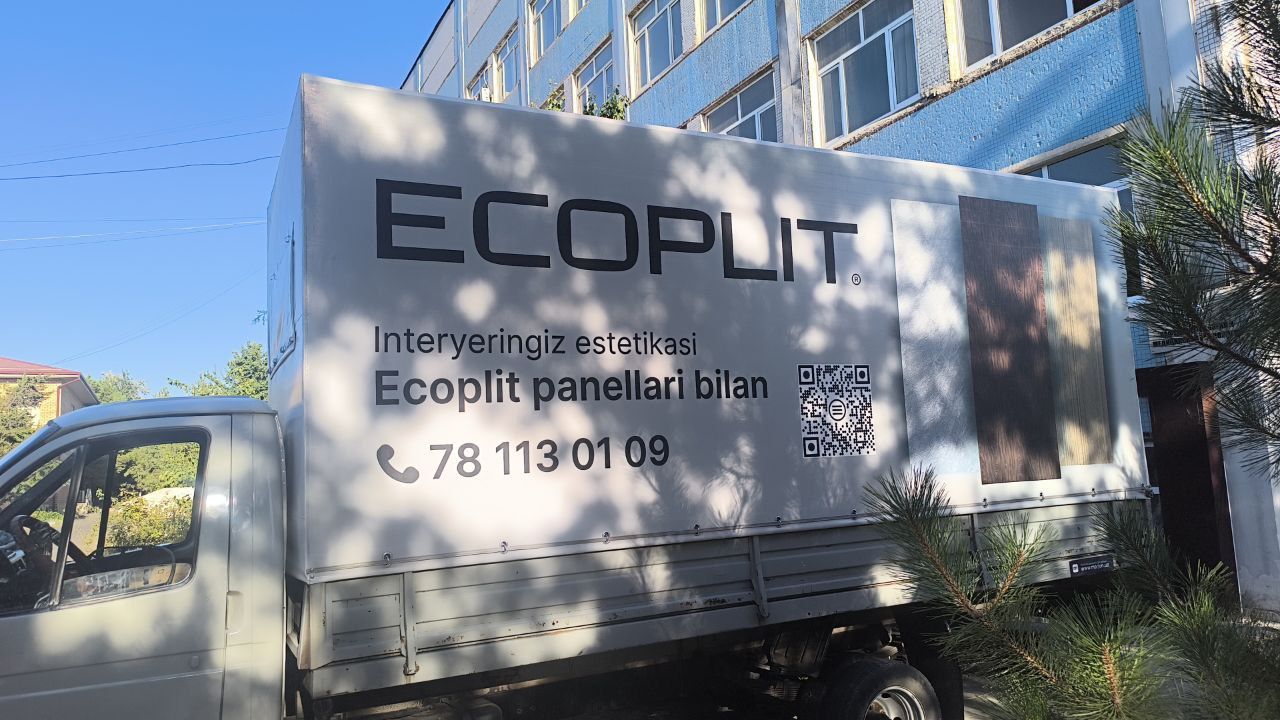 ECOPLIT®
Interyeringiz estetikasi
Ecoplit panellari bilan
78 113 01 09